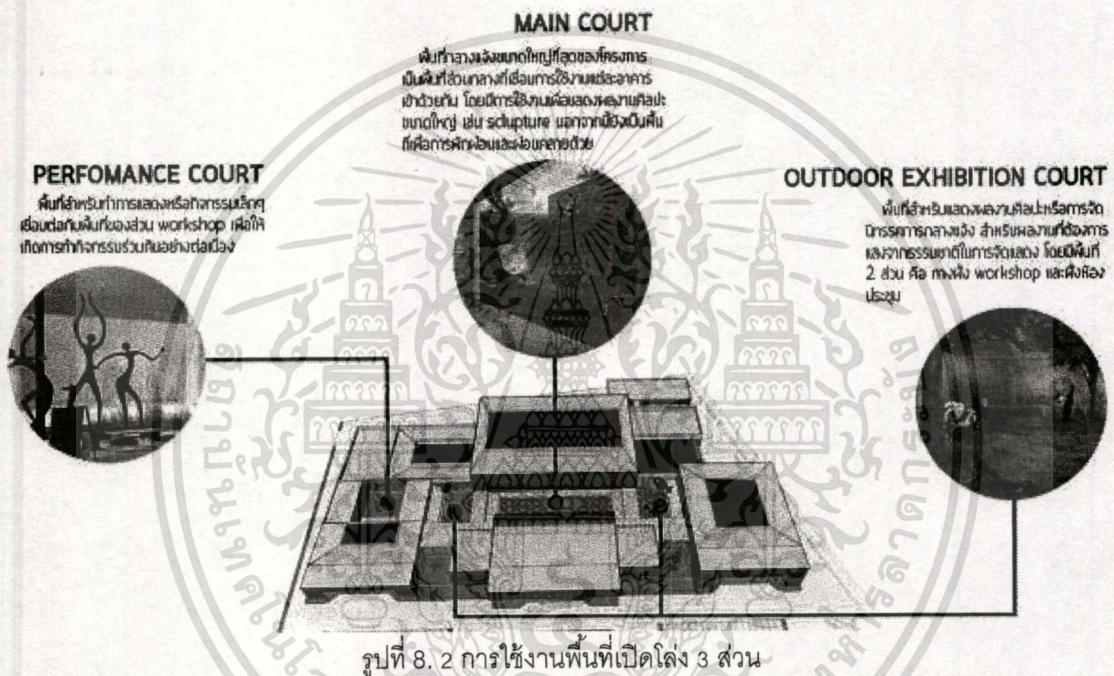 MAIN COURT
พื้นที่กลางแจ้งขนาดใหญ่ที่สุดของโครงการ
เป็นพื้นที่ส่วนกลางที่เชื่อมการใช้งานแต่ละอาคาร
เข้าด้วยกัน โดยมีการใช้งานเพื่อแสดงผลงานศิลปะ
ขนาดใหญ่ เช่น sclupture นอกจากนี้ยังเป็นพื้น
ที่เพื่อการพักผ่อนและผ่อนคลายด้วย
PERFOMANCE COURT
พื้นที่สำหรับทำการแสดงหรือกิจกรรมเล็กๆ
เชื่อมต่อกับพื้นที่ของส่วน workshop เพื่อให้
เกิดการทำกิจกรรมร่วมกันอย่างต่อเนื่อง
OUTDOOR EXHIBITION COURT
พื้นที่สำหรับแสดงผลงานศิลปะหรือการจัด
นิทรรศการกลางแจ้ง สำหรับผลงานที่ต้องการ
แสงจากธรรมชาติในการจัดแสดง โดยมีพื้นที่
2 ส่วน คือ ทางฝั่ง workshop และฝั่งห้อง
ประชุม
รูปที่ 8. 2 การใช้งานพื้นที่เปิดโล่ง 3 ส่วน